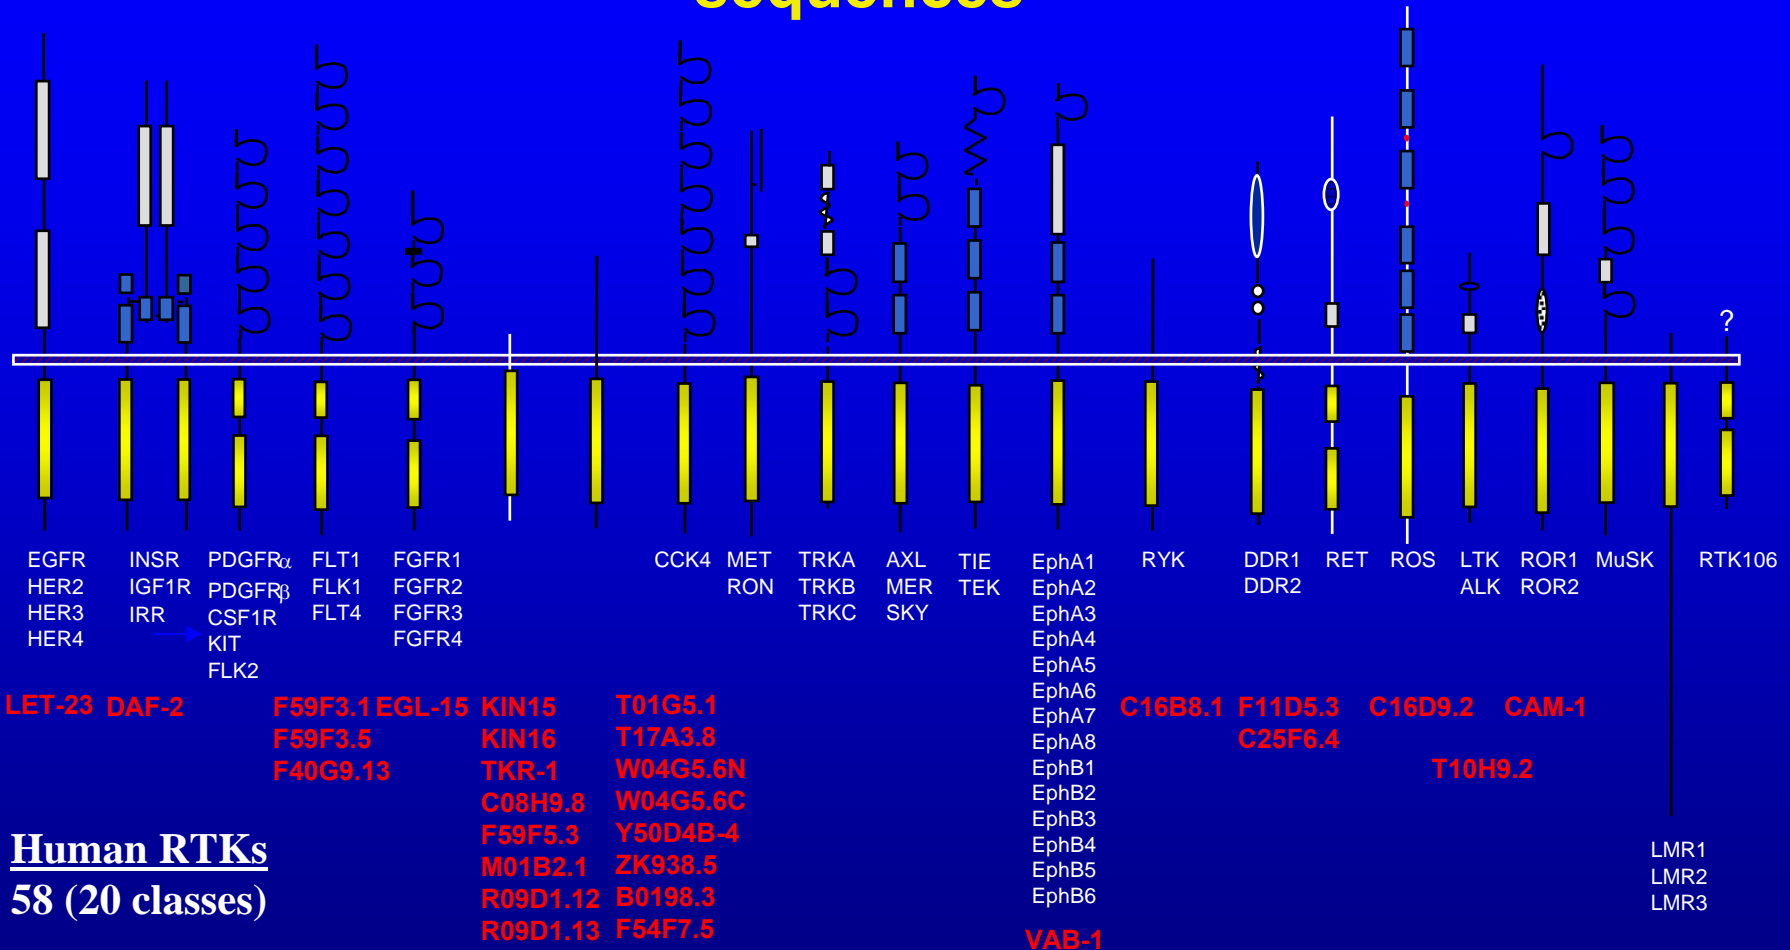 sequences
?
EGFR
HER2
HER3
HER4
INSR
IGF1R
IRR
PDGFRα
PDGFRβ
CSF1R
KIT
FLK2
FLT1
FLK1
FLT4
FGFR1
FGFR2
FGFR3
FGFR4
CCK4
MET
RON
TRKA
TRKB
TRKC
AXL
MER
SKY
TIE
TEK
EphA1
EphA2
EphA3
EphA4
EphA5
EphA6
EphA7
EphA8
EphB1
EphB2
EphB3
EphB4
EphB5
EphB6
RYK
DDR1
DDR2
RET
ROS
LTK
ALK
ROR1
ROR2
MuSK
RTK106
LMR1
LMR2
LMR3
LET-23
DAF-2
F59F3.1
F59F3.5
F40G9.13
EGL-15
KIN15
KIN16
TKR-1
C08H9.8
F59F5.3
M01B2.1
R09D1.12
R09D1.13
T01G5.1
T17A3.8
W04G5.6N
W04G5.6C
Y50D4B-4
ZK938.5
B0198.3
F54F7.5
VAB-1
C16B8.1
F11D5.3
C25F6.4
C16D9.2
T10H9.2
CAM-1
Human RTKs
58 (20 classes)